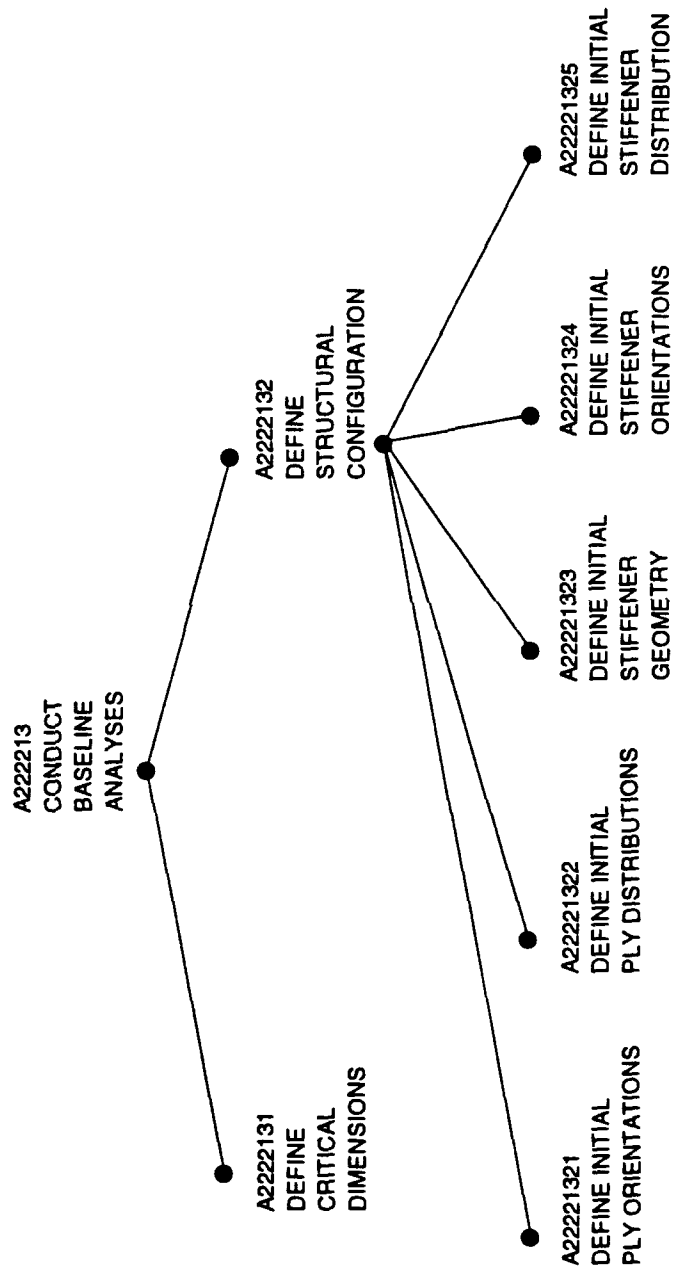 A222213
CONDUCT
BASELINE
ANALYSES
A2222131
DEFINE
CRITICAL
DIMENSIONS
A2222132
DEFINE
STRUCTURAL
CONFIGURATION
A22221321
DEFINE INITIAL
PLY ORIENTATIONS
A22221322
DEFINE INITIAL
PLY DISTRIBUTIONS
A22221323
DEFINE INITIAL
STIFFENER
GEOMETRY
A22221324
DEFINE INITIAL
STIFFENER
ORIENTATIONS
A22221325
DEFINE INITIAL
STIFFENER
DISTRIBUTION